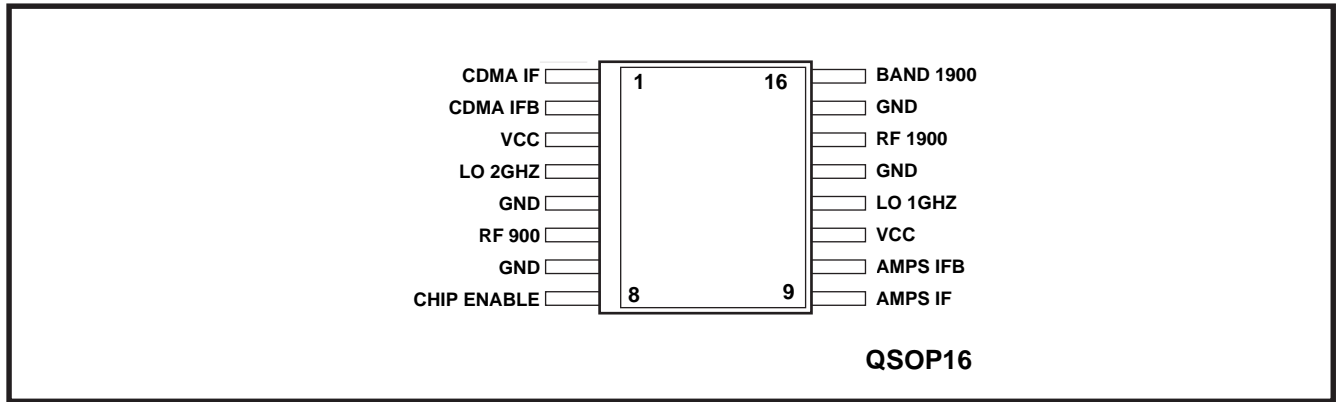 CDMA IF
CDMA IFB
VCC
LO 2GHZ
GND
RF 900
GND
CHIP ENABLE
1
16
8
9
BAND 1900
GND
RF 1900
GND
LO 1GHZ
VCC
AMPS IFB
AMPS IF
QSOP16